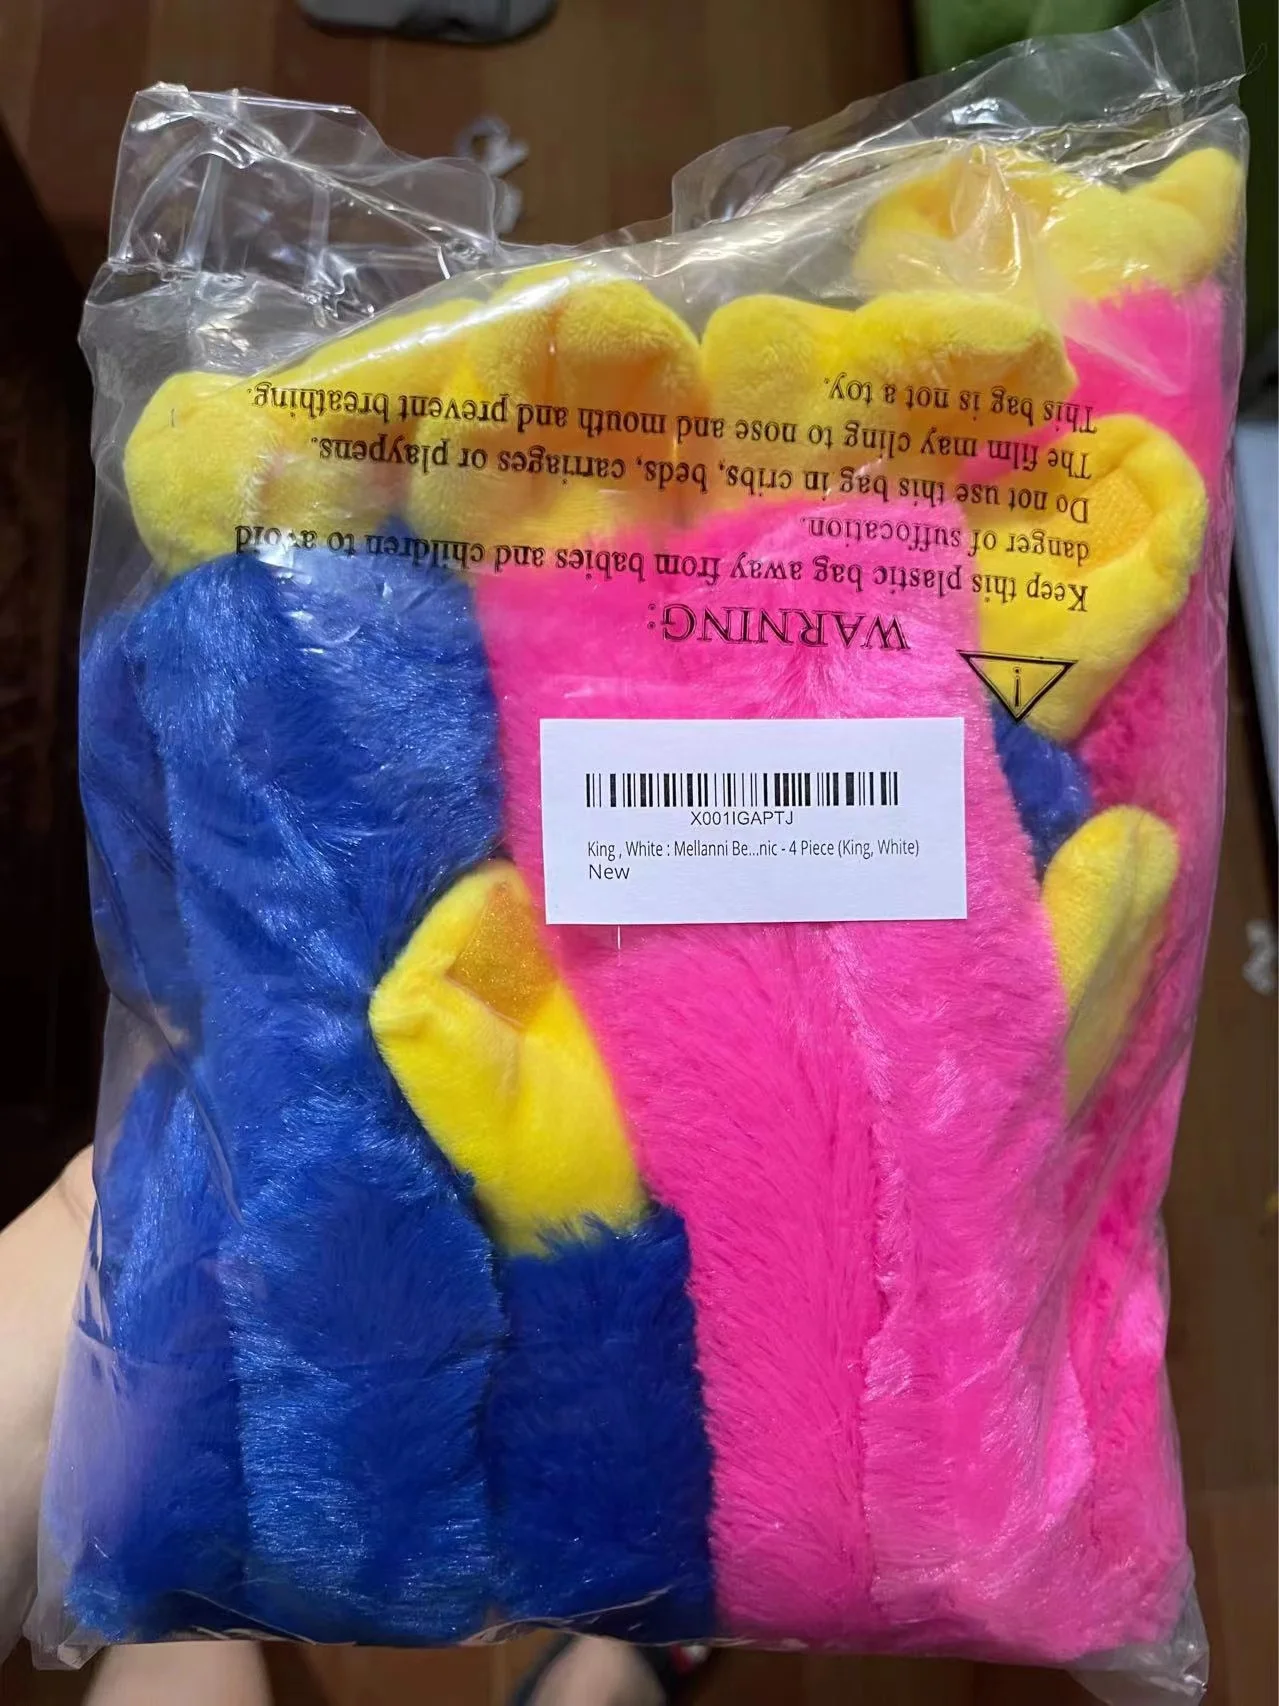 WARNING:
Keep this plastic bag away from babies and children to avoid
danger of suffocation.
Do not use this bag in cribs, beds, carriages or playpens.
The film may cling to nose and mouth and prevent breathing.
This bag is not a toy.
X001IGAPTJ
King , White : Mellanni Be...nic - 4 Piece (King, White)
New